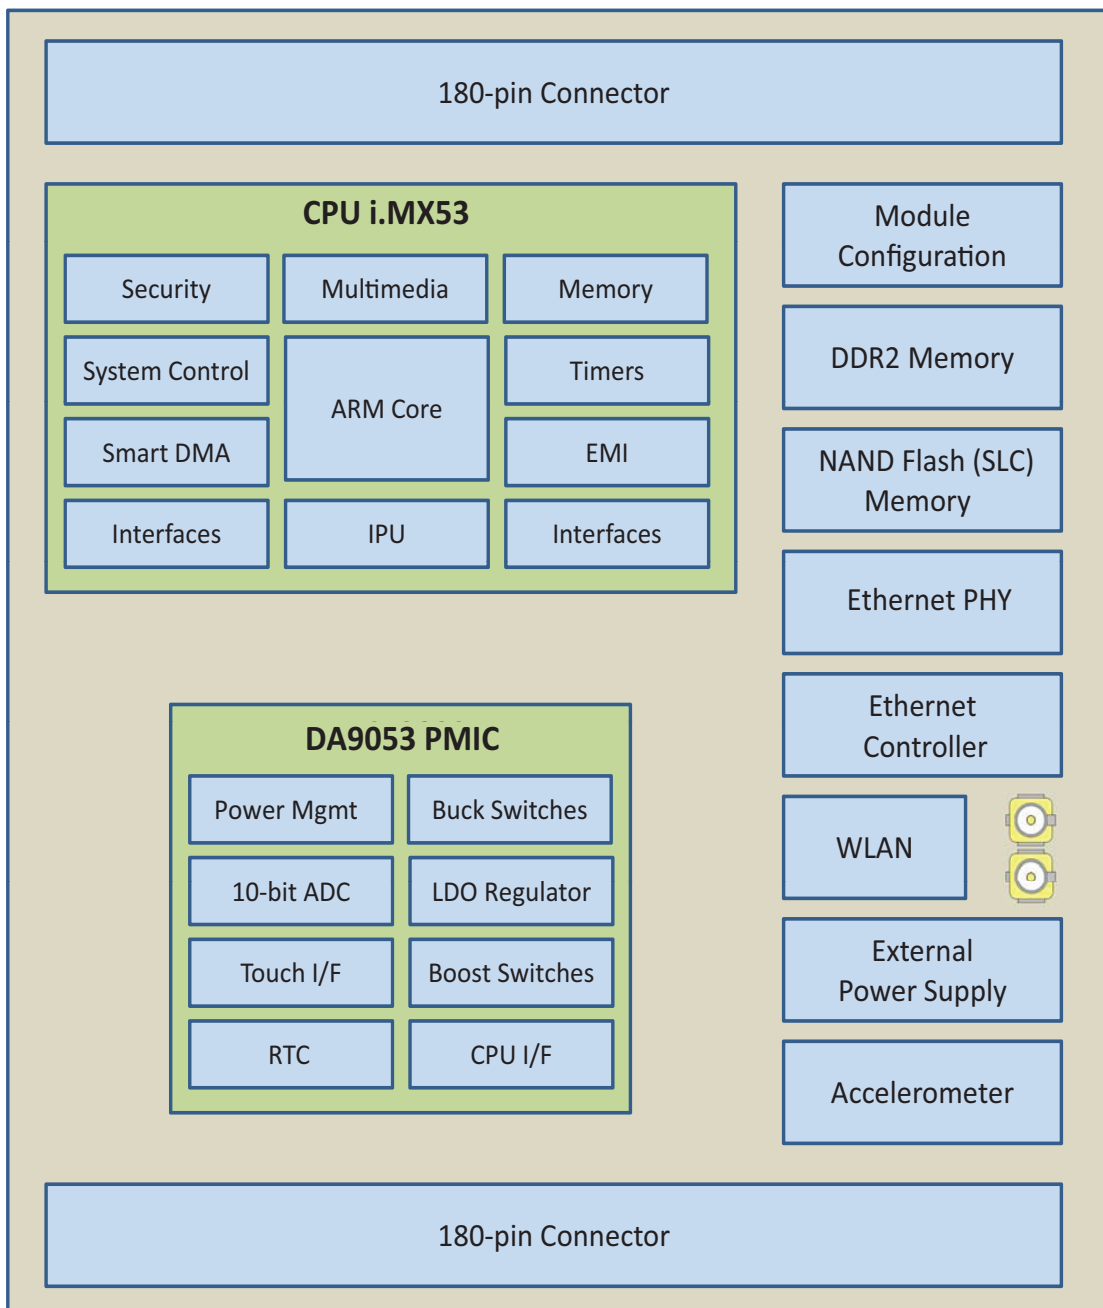 180-pin Connector
CPU i.MX53
Security
Multimedia
Memory
System Control
ARM Core
Timers
Smart DMA
EMI
Interfaces
IPU
Interfaces
Module
Configuration
DDR2 Memory
NAND Flash (SLC)
Memory
Ethernet PHY
Ethernet
Controller
WLAN
External
Power Supply
Accelerometer
DA9053 PMIC
Power Mgmt
Buck Switches
10-bit ADC
LDO Regulator
Touch I/F
Boost Switches
RTC
CPU I/F
180-pin Connector